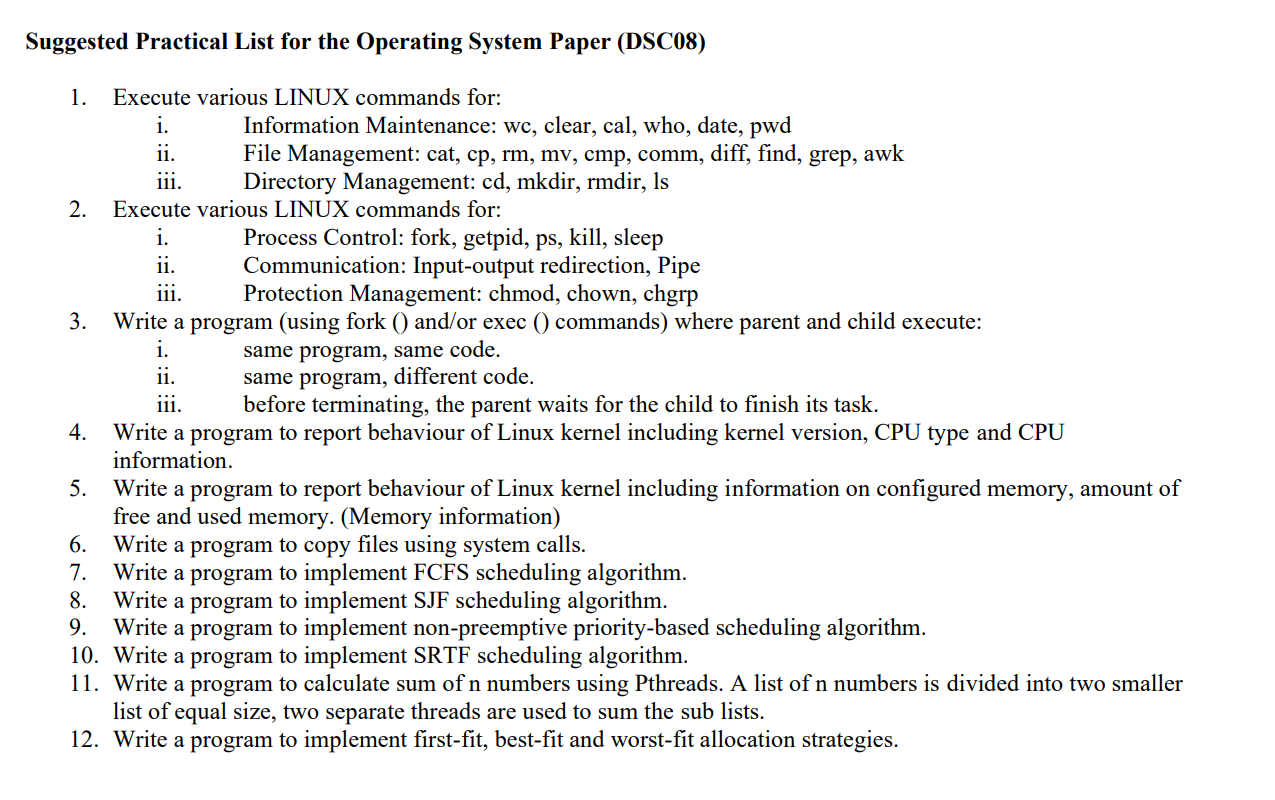 Suggested Practical List for the Operating System Paper (DSC08)
1. Execute various LINUX commands for:
i. Information Maintenance: wc, clear, cal, who, date, pwd
ii. File Management: cat, cp, rm, mv, cmp, comm, diff, find, grep, awk
iii. Directory Management: cd, mkdir, rmdir, ls
2. Execute various LINUX commands for:
i. Process Control: fork, getpid, ps, kill, sleep
ii. Communication: Input-output redirection, Pipe
iii. Protection Management: chmod, chown, chgrp
3. Write a program (using fork () and/or exec () commands) where parent and child execute:
i. same program, same code.
ii. same program, different code.
iii. before terminating, the parent waits for the child to finish its task.
4. Write a program to report behaviour of Linux kernel including kernel version, CPU type and CPU
information.
5. Write a program to report behaviour of Linux kernel including information on configured memory, amount of
free and used memory. (Memory information)
6. Write a program to copy files using system calls.
7. Write a program to implement FCFS scheduling algorithm.
8. Write a program to implement SJF scheduling algorithm.
9. Write a program to implement non-preemptive priority-based scheduling algorithm.
10. Write a program to implement SRTF scheduling algorithm.
11. Write a program to calculate sum of n numbers using Pthreads. A list of n numbers is divided into two smaller
list of equal size, two separate threads are used to sum the sub lists.
12. Write a program to implement first-fit, best-fit and worst-fit allocation strategies.